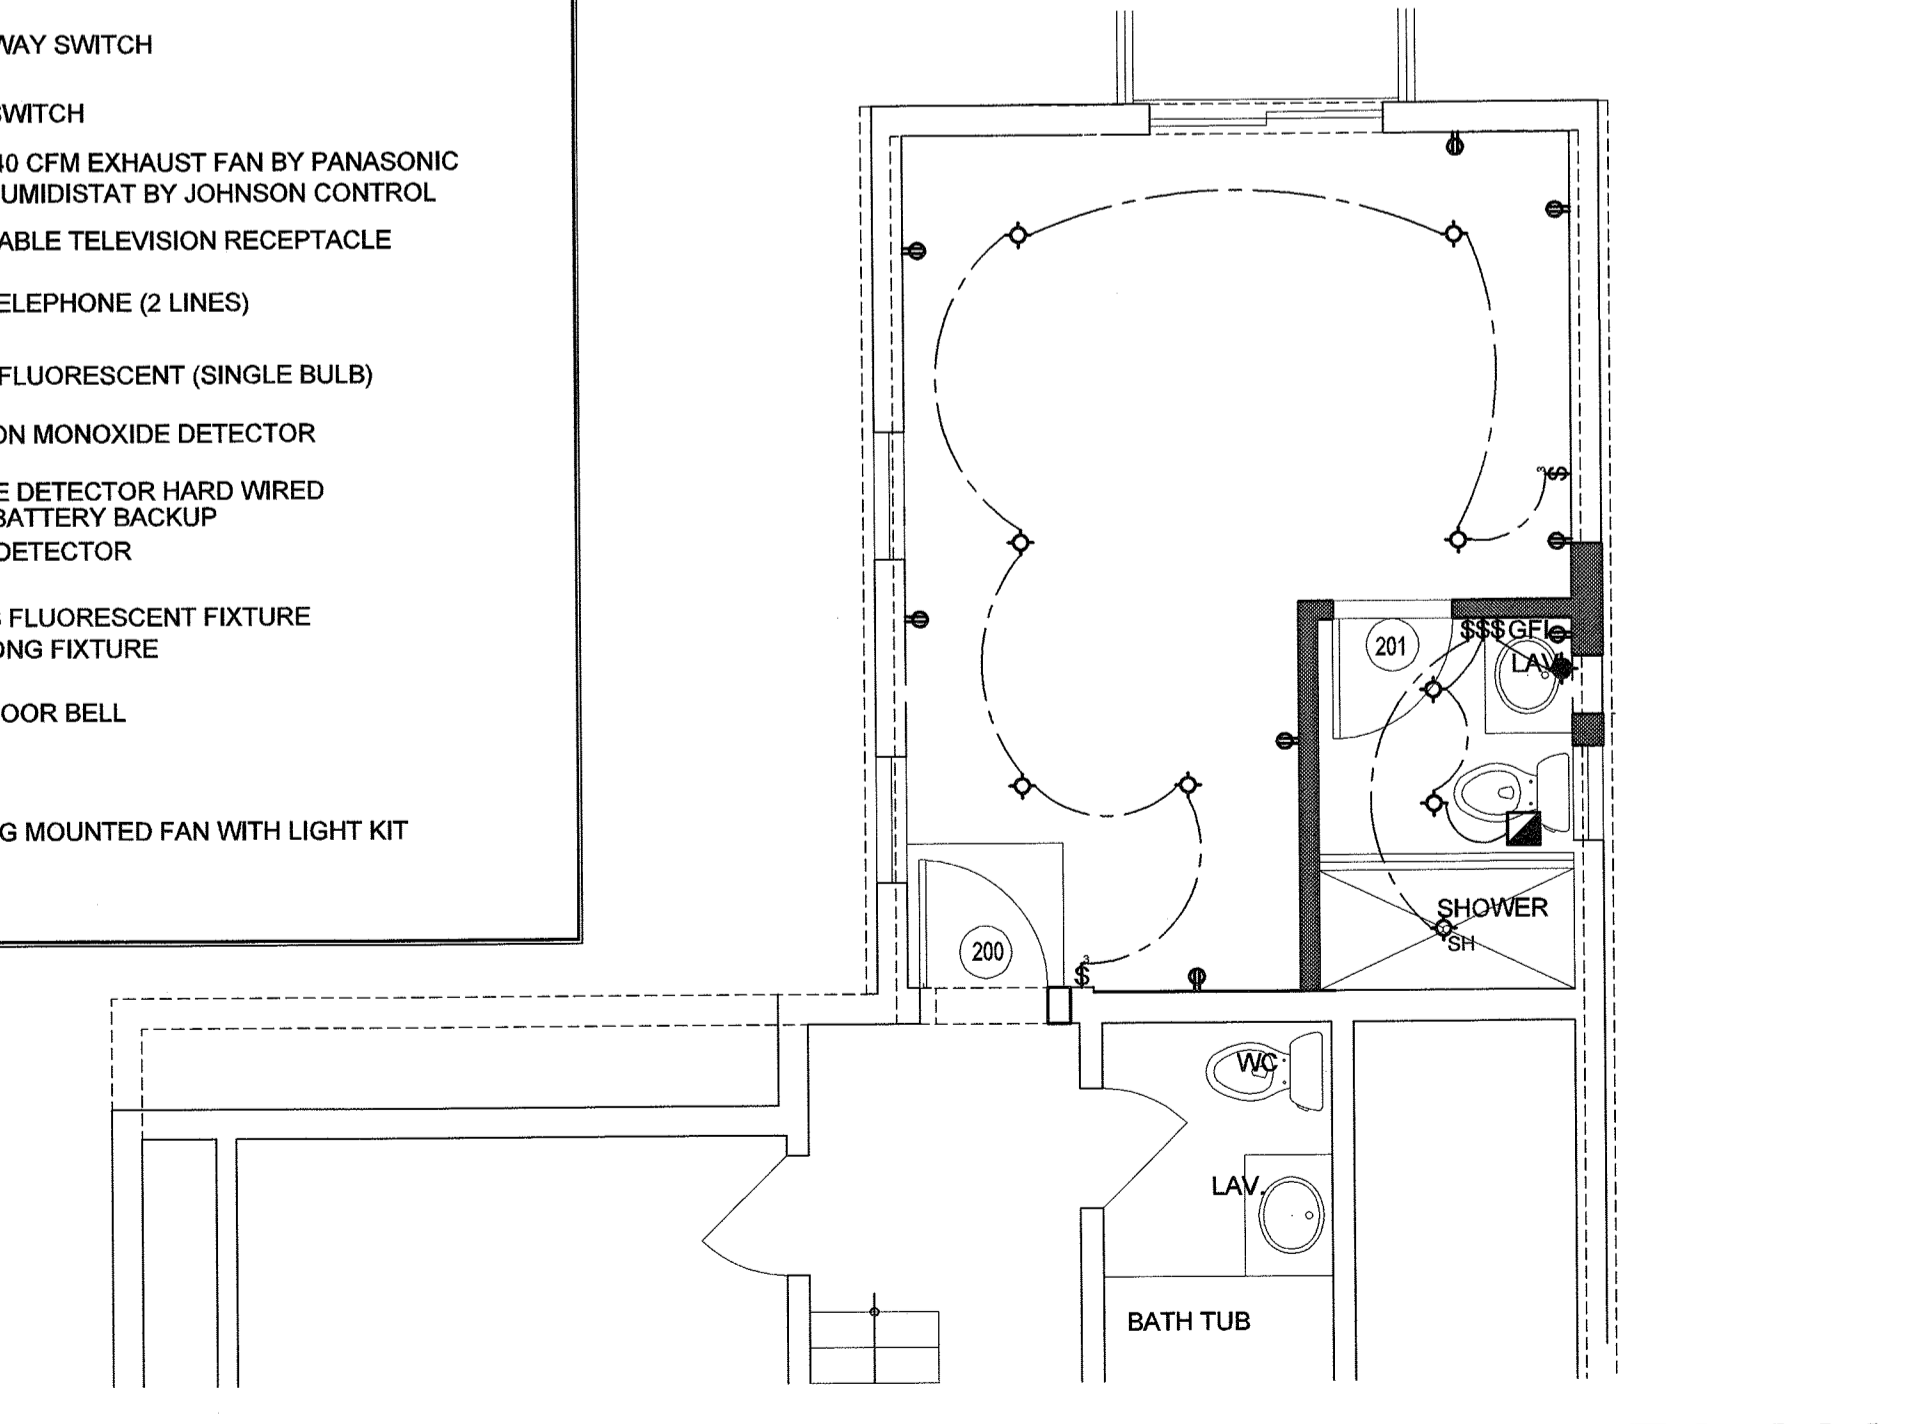 WAY SWITCH
SWITCH
40 CFM EXHAUST FAN BY PANASONIC
UMIDISTAT BY JOHNSON CONTROL
ABLE TELEVISION RECEPTACLE
ELEPHONE (2 LINES)
FLUORESCENT (SINGLE BULB)
ON MONOXIDE DETECTOR
E DETECTOR HARD WIRED
BATTERY BACKUP
DETECTOR
FLUORESCENT FIXTURE
ONG FIXTURE
OOR BELL
G MOUNTED FAN WITH LIGHT KIT
3
$
$$$ GFI
201
LAV.
SHOWER
SH
200
3
$
WC
LAV.
BATH TUB